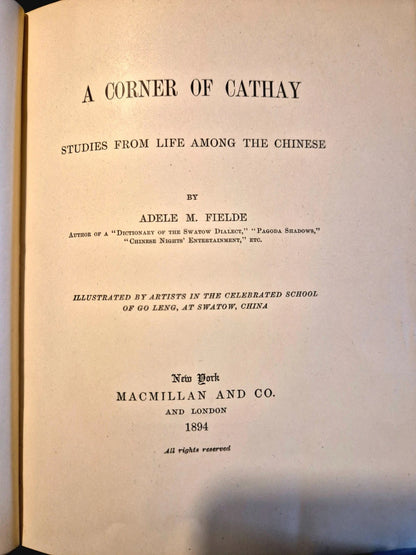 A CORNER OF CATHAY
STUDIES FROM LIFE AMONG THE CHINESE
BY
ADELE M. FIELDE
AUTHOR OF A "DICTIONARY OF THE SWATOW DIALECT," "PAGODA SHADOWS,"
"CHINESE NIGHTS' ENTERTAINMENT," ETC.
ILLUSTRATED BY ARTISTS IN THE CELEBRATED SCHOOL
OF GO LENG, AT SWATOW, CHINA
New York
MACMILLAN AND CO.
AND LONDON
1894
All rights reserved